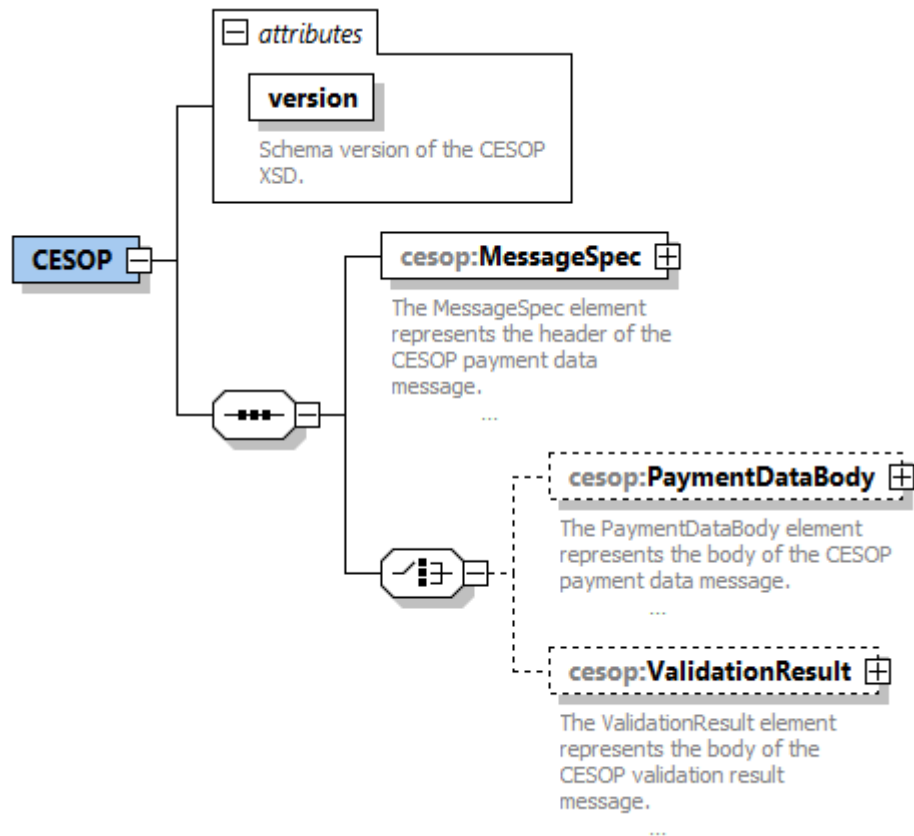 attributes
version
Schema version of the CESOP
XSD.
CESOP
cesop:MessageSpec
The MessageSpec element
represents the header of the
CESOP payment data
message.
...
cesop:PaymentDataBody
The PaymentDataBody element
represents the body of the CESOP
payment data message.
...
cesop:ValidationResult
The ValidationResult element
represents the body of the
CESOP validation result
message.
...